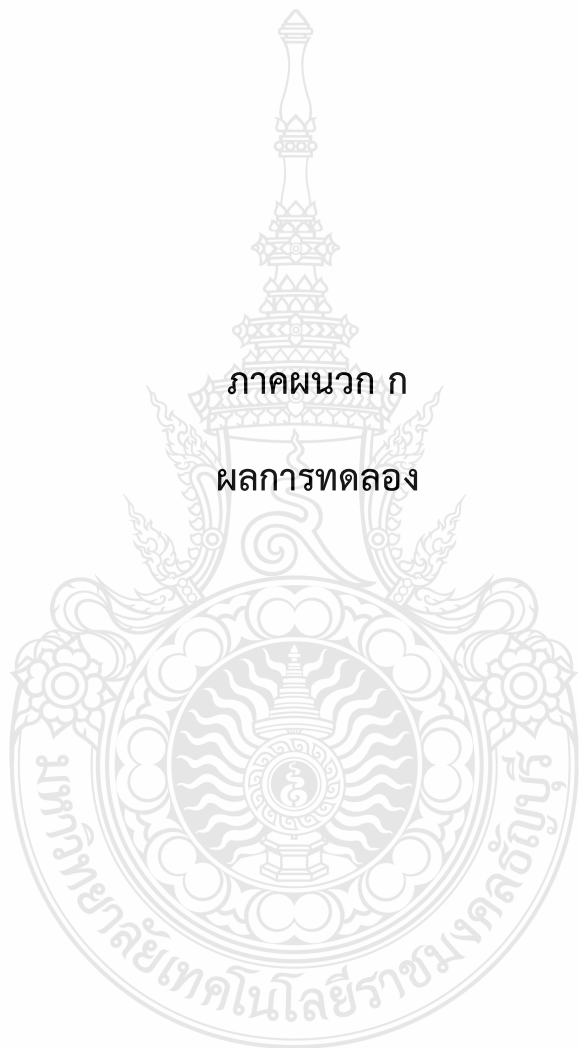 ภาคผนวก ก
ผลการทดลอง
มหาวิทยาลัยเทคโนโลยีราชมงคลธัญบุรี